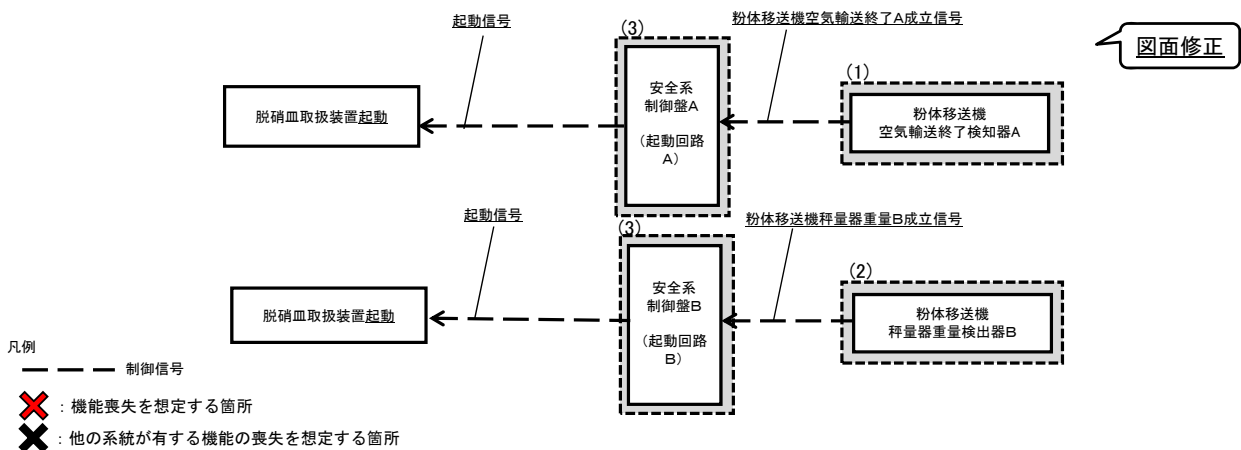 図面修正
起動信号
(3)
粉体移送機空気輸送終了A成立信号
(1)
脱硝皿取扱装置起動
安全系
制御盤A
(起動回路
A)
粉体移送機
空気輸送終了検知器A
起動信号
(3)
粉体移送機秤量器重量B成立信号
(2)
脱硝皿取扱装置起動
安全系
制御盤B
(起動回路
B)
粉体移送機
秤量器重量検出器B
凡例
制御信号
：機能喪失を想定する箇所
：他の系統が有する機能の喪失を想定する箇所